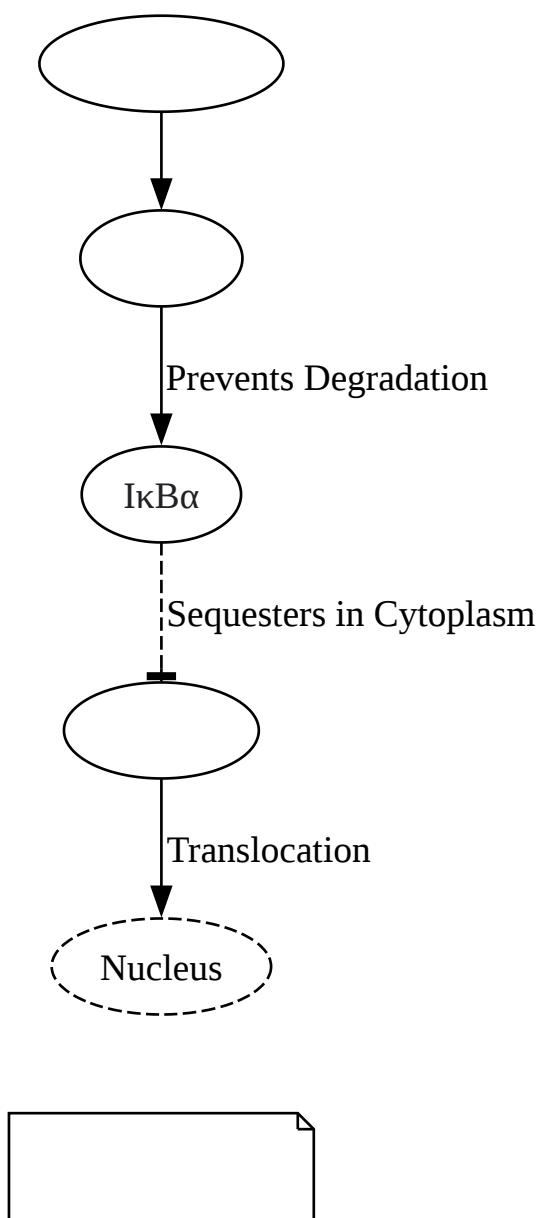 Prevents Degradation
IκBα
Sequesters in Cytoplasm
Translocation
Nucleus